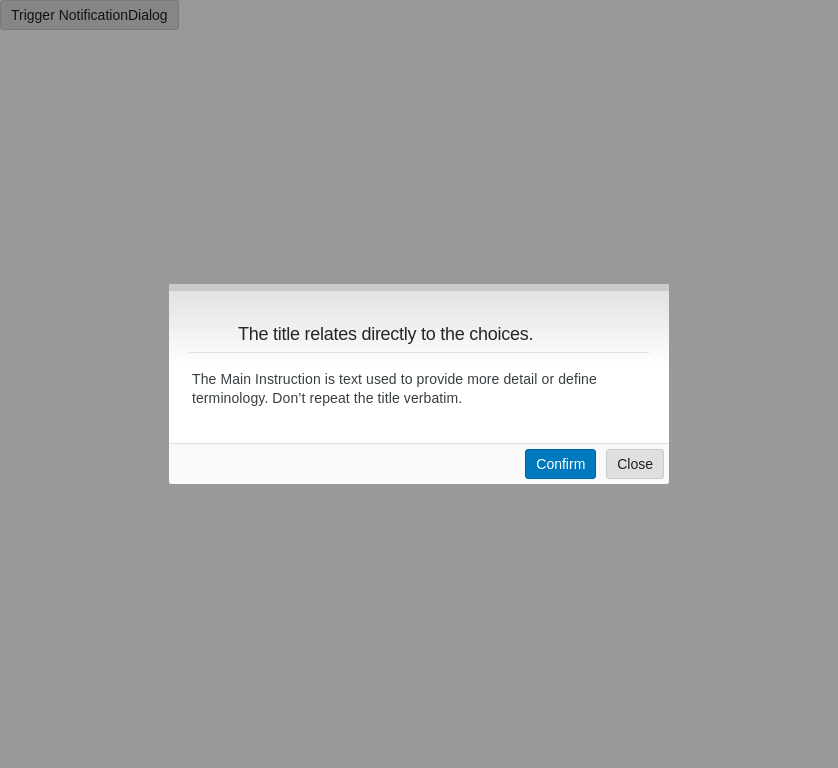 Trigger NotificationDialog
The title relates directly to the choices.
The Main Instruction is text used to provide more detail or define
terminology. Don’t repeat the title verbatim.
Confirm
Close